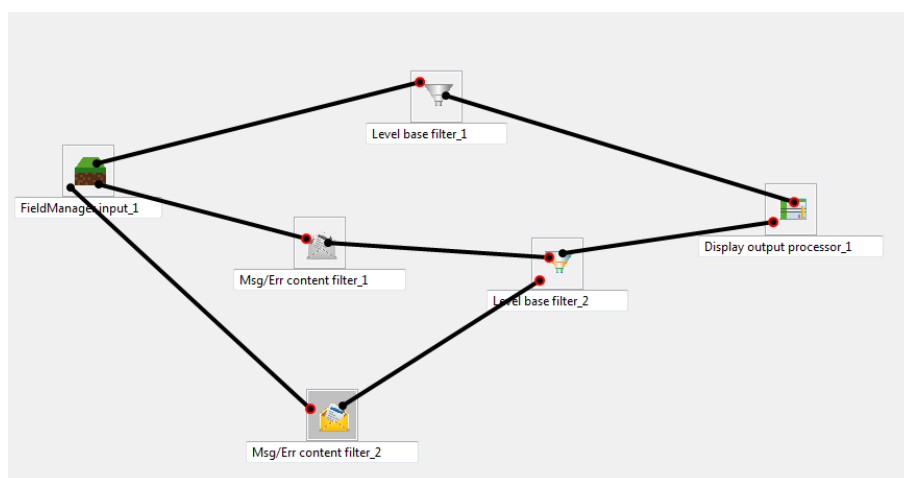 Level base filter_1
FieldManager input_1
Display output processor_1
Msg/Err content filter_1
Level base filter_2
Msg/Err content filter_2